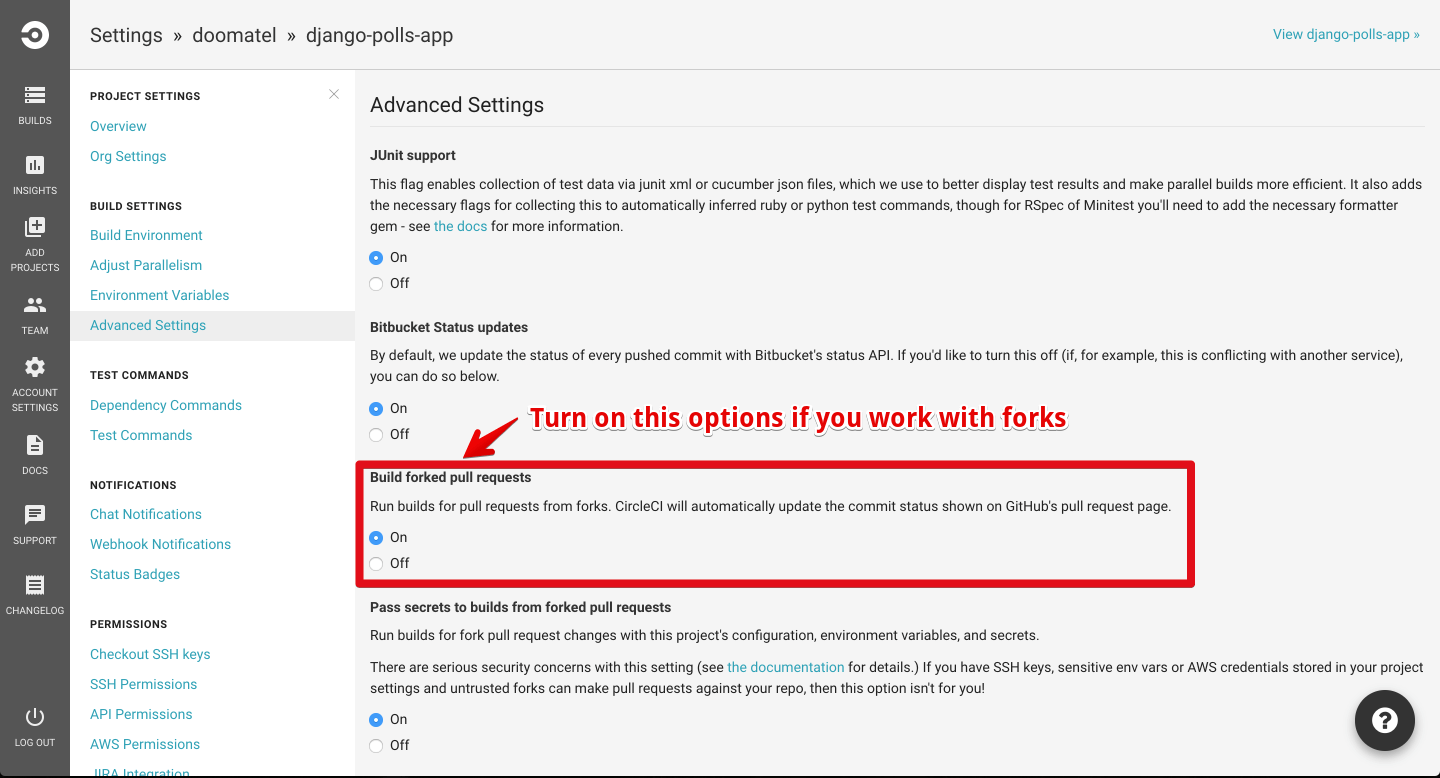 Settings » doomatel » django-polls-app
View django-polls-app »
BUILDS
INSIGHTS
ADD
PROJECTS
TEAM
ACCOUNT
SETTINGS
DOCS
SUPPORT
CHANGELOG
LOG OUT
PROJECT SETTINGS
Overview
Org Settings
BUILD SETTINGS
Build Environment
Adjust Parallelism
Environment Variables
Advanced Settings
TEST COMMANDS
Dependency Commands
Test Commands
NOTIFICATIONS
Chat Notifications
Webhook Notifications
Status Badges
PERMISSIONS
Checkout SSH keys
SSH Permissions
API Permissions
AWS Permissions
JIRA Integration
Advanced Settings
JUnit support
This flag enables collection of test data via junit xml or cucumber json files, which we use to better display test results and make parallel builds more efficient. It also adds
the necessary flags for collecting this to automatically inferred ruby or python test commands, though for RSpec of Minitest you'll need to add the necessary formatter
gem - see the docs for more information.
On
Off
Bitbucket Status updates
By default, we update the status of every pushed commit with Bitbucket's status API. If you'd like to turn this off (if, for example, this is conflicting with another service),
you can do so below.
On
Off
Turn on this options if you work with forks
Build forked pull requests
Run builds for pull requests from forks. CircleCI will automatically update the commit status shown on GitHub's pull request page.
On
Off
Pass secrets to builds from forked pull requests
Run builds for fork pull request changes with this project's configuration, environment variables, and secrets.
There are serious security concerns with this setting (see the documentation for details.) If you have SSH keys, sensitive env vars or AWS credentials stored in your project
settings and untrusted forks can make pull requests against your repo, then this option isn't for you!
On
Off
?